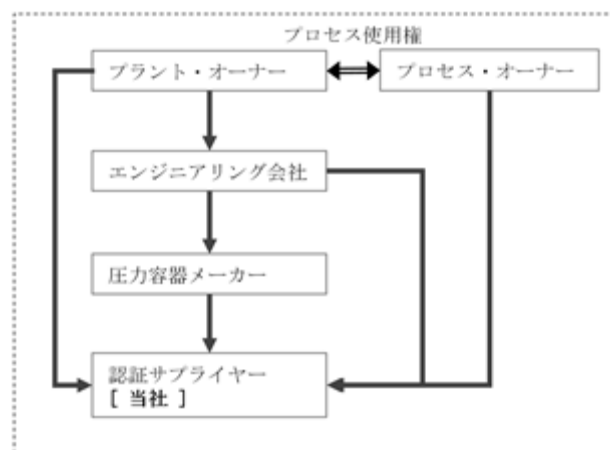 プロセス使用権
プラント・オーナー
プロセス・オーナー
エンジニアリング会社
圧力容器メーカー
認証サプライヤー
[ 当社 ]